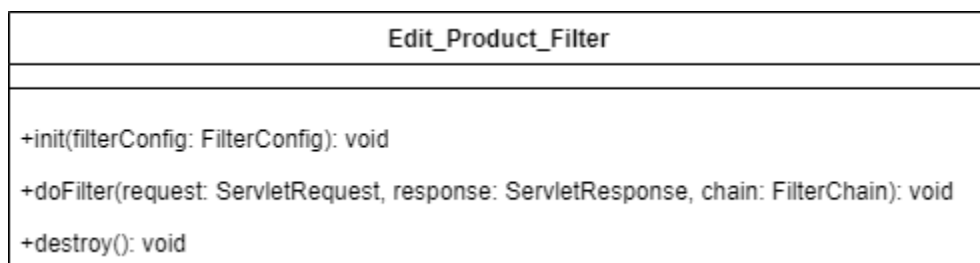 Edit_Product_Filter
+init(filterConfig: FilterConfig): void
+doFilter(request: ServletRequest, response: ServletResponse, chain: FilterChain): void
+destroy(): void